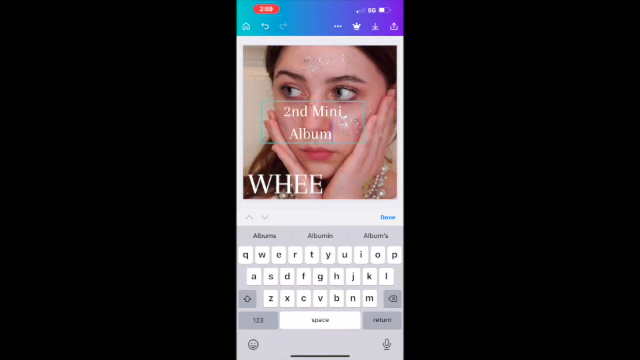 2:59
5G
2nd Mini
Album
WHEE
Done
Albums
Albumin
Album's
q w e r t y u i o p
a s d f g h j k l
z x c v b n m
123
space
return